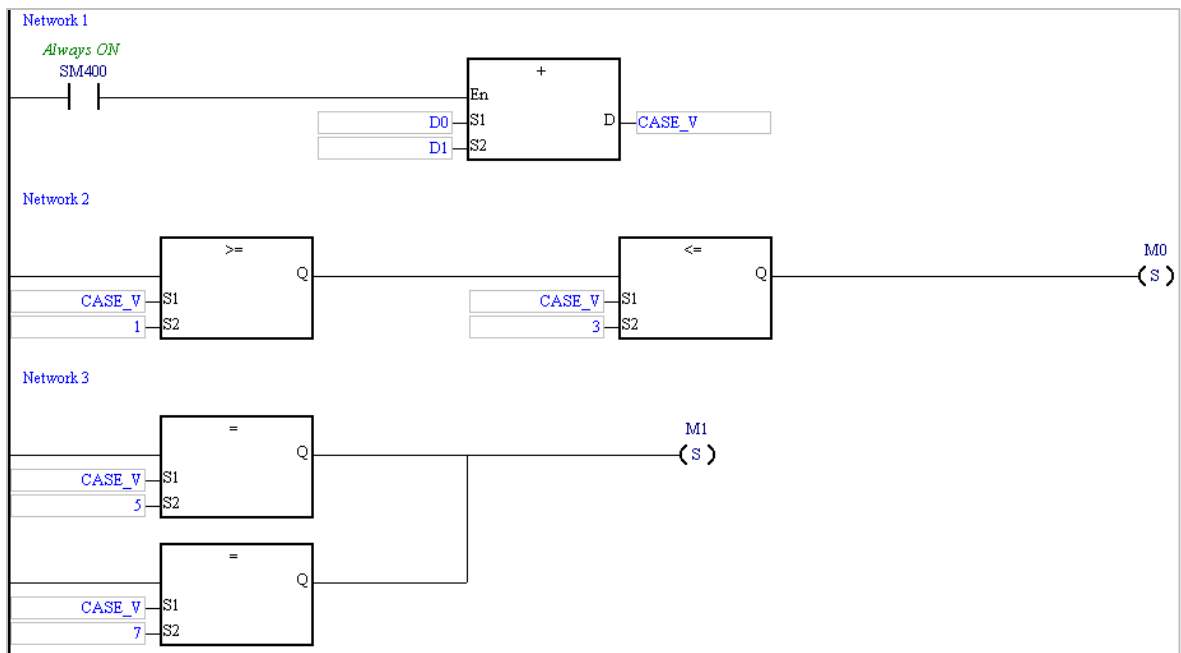 Network 1
Always ON
SM400
+
En
D0 S1 D CASE_V
D1 S2
Network 2
>= <= M0
Q Q S
CASE_V S1 CASE_V S1
1 S2 3 S2
Network 3
= M1
Q S
CASE_V S1
5 S2
=
Q
CASE_V S1
7 S2